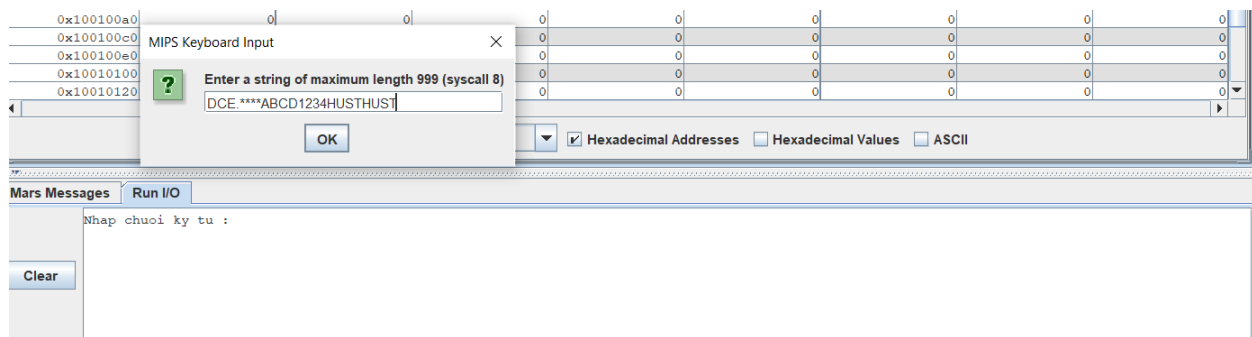 0x100100a0 0 0 0 0 0 0 0 0
0x100100c0 0 0 0 0 0 0
0x100100e0 0 0 0 0 0 0
0x10010100 0 0 0 0 0 0
0x10010120 0 0 0 0 0 0
MIPS Keyboard Input
Enter a string of maximum length 999 (syscall 8)
DCE.****ABCD1234HUSTHUST
OK
Hexadecimal Addresses Hexadecimal Values ASCII
Mars Messages Run I/O
Nhap chuoi ky tu :
Clear